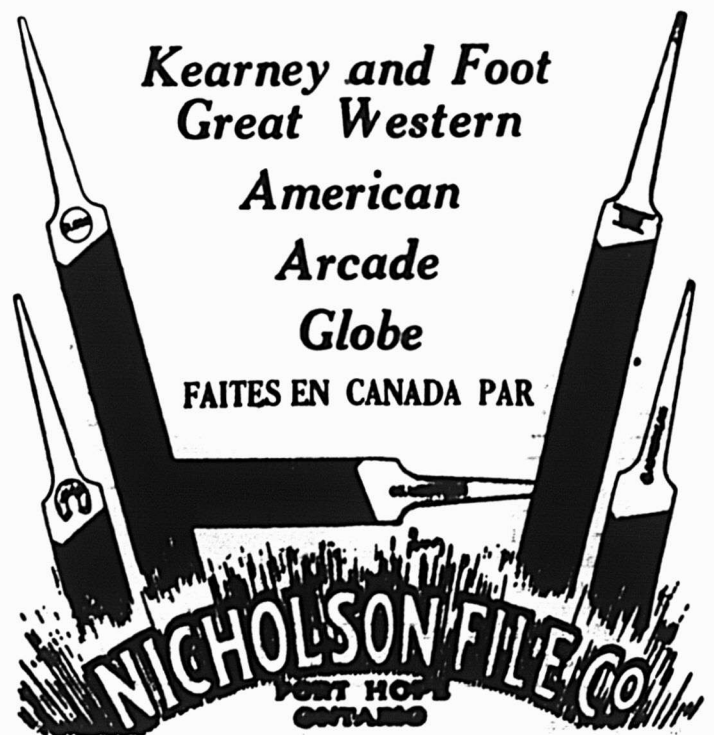 Kearney and Foot
Great Western
American
Arcade
Globe
FAITES EN CANADA PAR
NICHOLSON FILE CO
PORT HOPE
ONTARIO